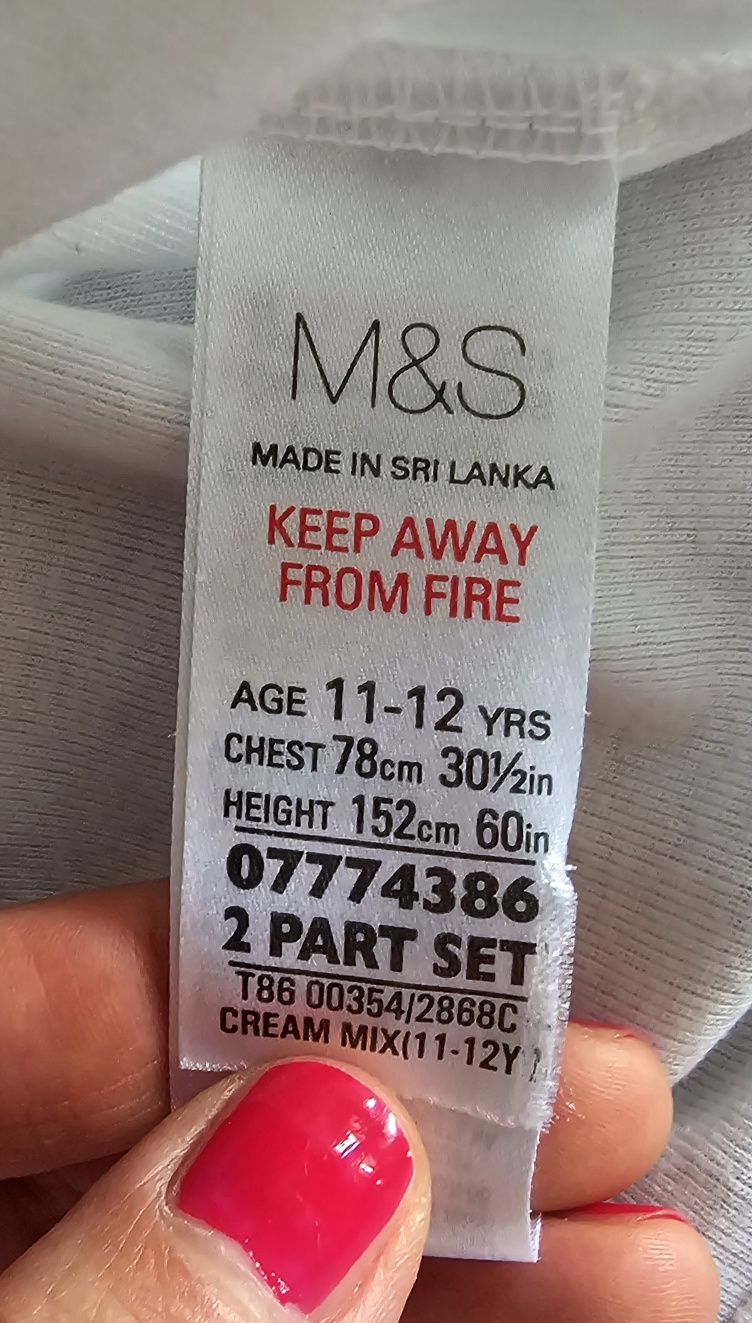 M&S
MADE IN SRI LANKA
KEEP AWAY
FROM FIRE
AGE 11-12 YRS
CHEST 78cm 30½in
HEIGHT 152cm 60in
07774386
2 PART SET
T86 00354/2868C
CREAM MIX(11-12Y )